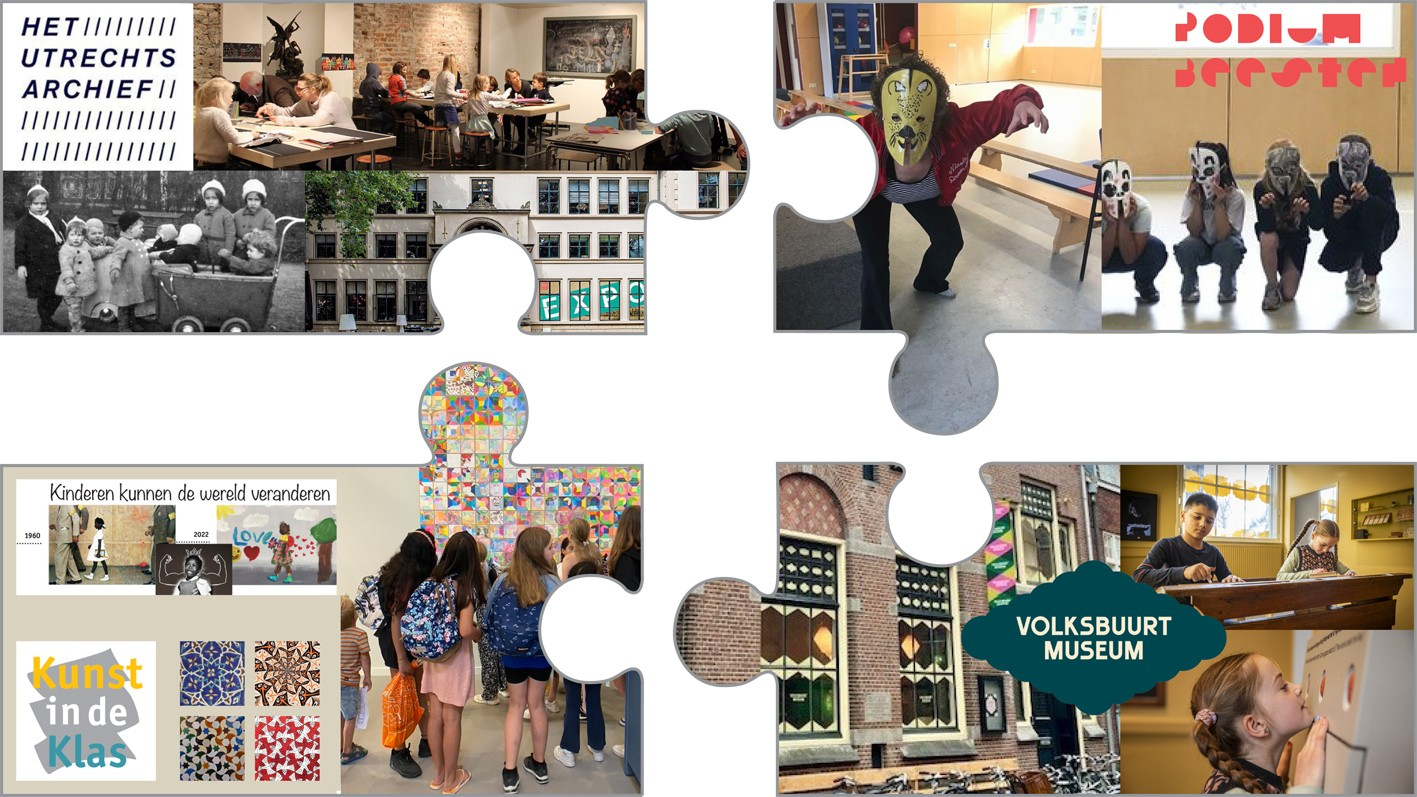 HET
UTRECHTS
ARCHIEF
EXPO
PODIUM
BEESTEN
Kinderen kunnen de wereld veranderen
1960
2022
LOVE
Kunst
in de
Klas
VOLKSBUURT
MUSEUM